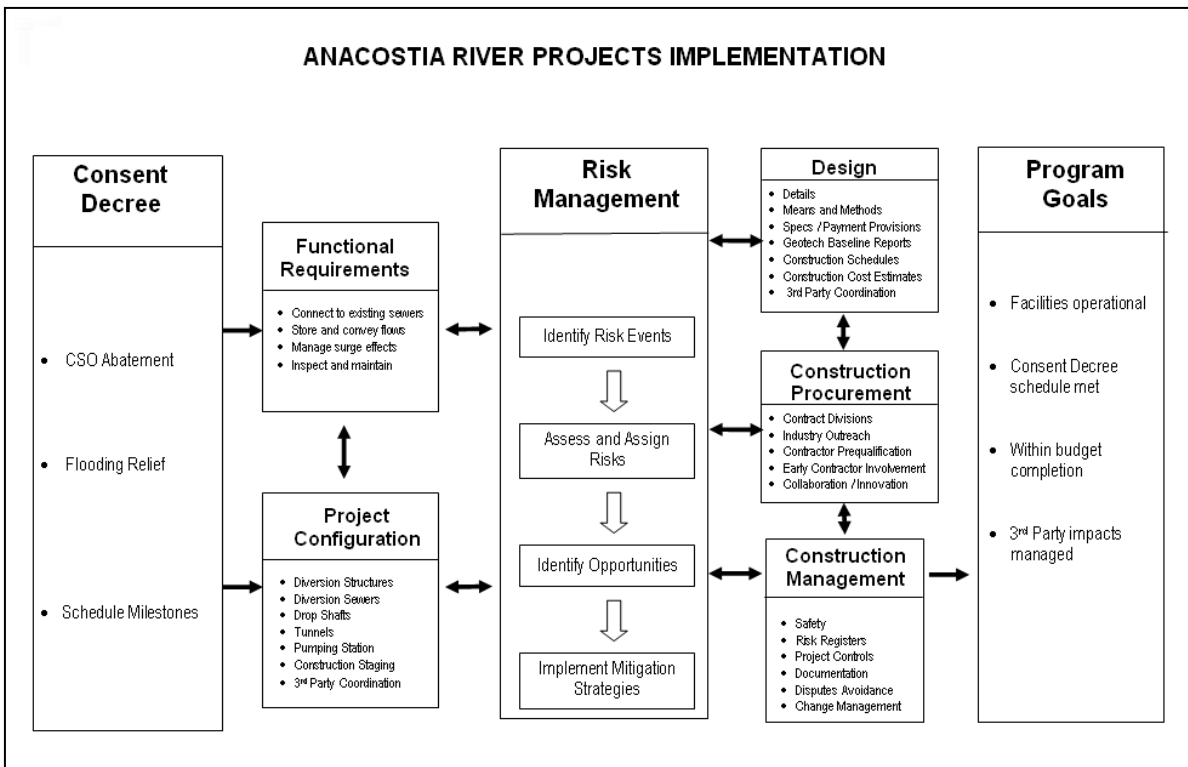 ANACOSTIA RIVER PROJECTS IMPLEMENTATION
Consent
Decree
• CSO Abatement
• Flooding Relief
• Schedule Milestones
Functional
Requirements
• Connect to existing sewers
• Store and convey flows
• Manage surge effects
• Inspect and maintain
Project
Configuration
• Diversion Structures
• Diversion Sewers
• Drop Shafts
• Tunnels
• Pumping Station
• Construction Staging
• 3rd Party Coordination
Risk
Management
Identify Risk Events
Assess and Assign
Risks
Identify Opportunities
Implement Mitigation
Strategies
Design
• Details
• Means and Methods
• Specs / Payment Provisions
• Geotech Baseline Reports
• Construction Schedules
• Construction Cost Estimates
• 3rd Party Coordination
Construction
Procurement
• Contract Divisions
• Industry Outreach
• Contractor Prequalification
• Early Contractor Involvement
• Collaboration / Innovation
Construction
Management
• Safety
• Risk Registers
• Project Controls
• Documentation
• Disputes Avoidance
• Change Management
Program
Goals
• Facilities operational
• Consent Decree
schedule met
• Within budget
completion
• 3rd Party impacts
managed